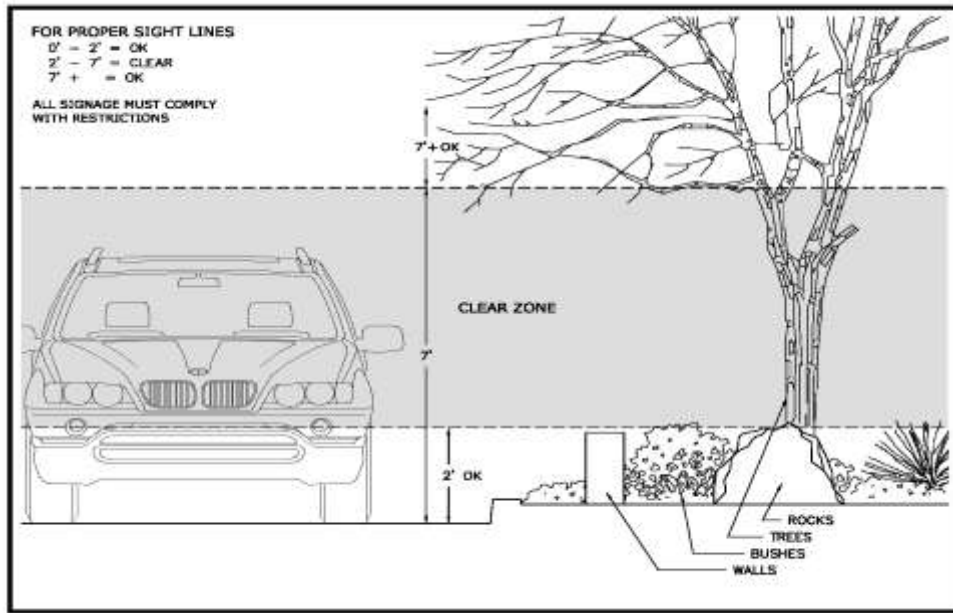 FOR PROPER SIGHT LINES
0' - 2' = OK
2' - 7' = CLEAR
7' + = OK
ALL SIGNAGE MUST COMPLY
WITH RESTRICTIONS
7'+OK
CLEAR ZONE
7'
2' OK
ROCKS
TREES
BUSHES
WALLS